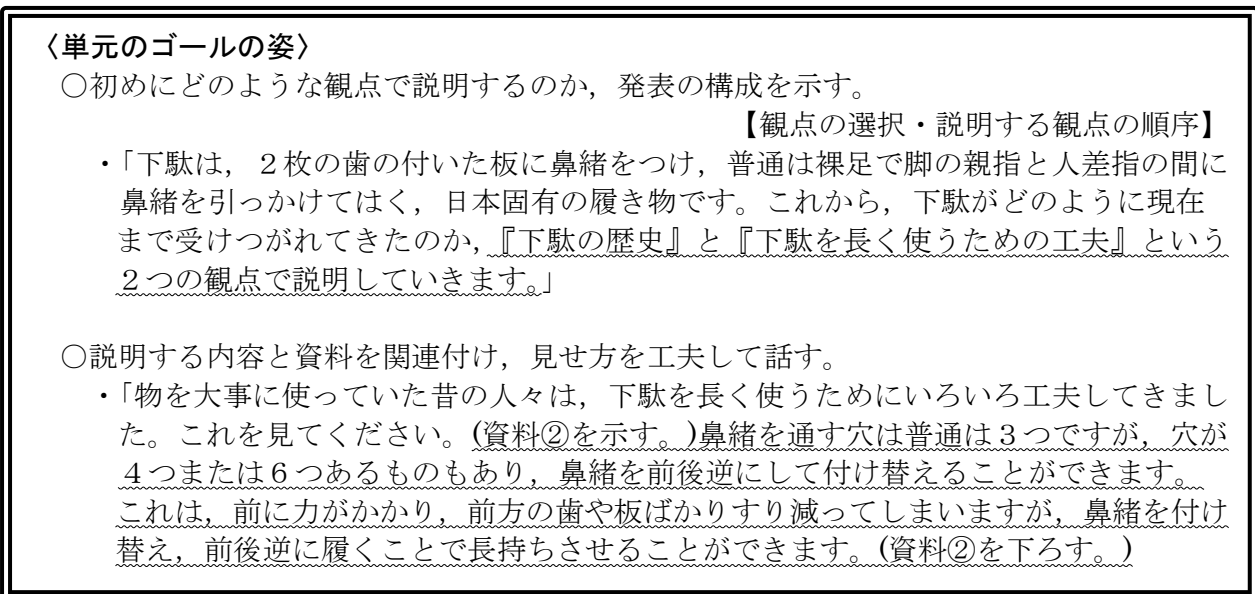 〈単元のゴールの姿〉
○初めにどのような観点で説明するのか，発表の構成を示す。
【観点の選択・説明する観点の順序】
・「下駄は，２枚の歯の付いた板に鼻緒をつけ，普通は裸足で脚の親指と人差指の間に
鼻緒を引っかけてはく，日本固有の履き物です。これから，下駄がどのように現在
まで受けつがれてきたのか，『下駄の歴史』と『下駄を長く使うための工夫』という
２つの観点で説明していきます。」
○説明する内容と資料を関連付け，見せ方を工夫して話す。
・「物を大事に使っていた昔の人々は，下駄を長く使うためにいろいろ工夫してきまし
た。これを見てください。(資料②を示す。)鼻緒を通す穴は普通は３つですが，穴が
４つまたは６つあるものもあり，鼻緒を前後逆にして付け替えることができます。
これは，前に力がかかり，前方の歯や板ばかりすり減ってしまいますが，鼻緒を付け
替え，前後逆に履くことで長持ちさせることができます。(資料②を下ろす。)